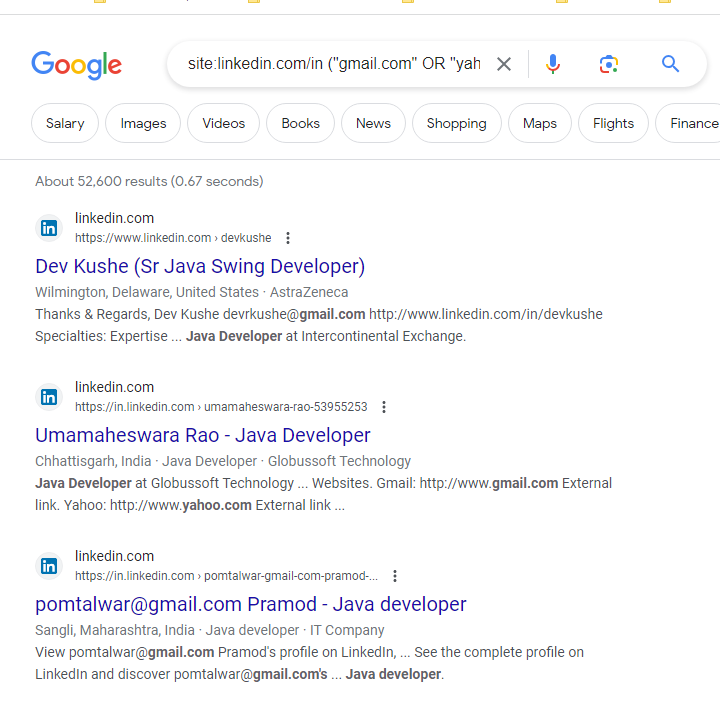 Google
site:linkedin.com/in ("gmail.com" OR "yah
Salary Images Videos Books News Shopping Maps Flights Finance
About 52,600 results (0.67 seconds)
in
linkedin.com
https://www.linkedin.com › devkushe
Dev Kushe (Sr Java Swing Developer)
Wilmington, Delaware, United States · AstraZeneca
Thanks & Regards, Dev Kushe devrkushe@gmail.com http://www.linkedin.com/in/devkushe
Specialties: Expertise ... Java Developer at Intercontinental Exchange.
in
linkedin.com
https://in.linkedin.com › umamaheswara-rao-53955253
Umamaheswara Rao - Java Developer
Chhattisgarh, India · Java Developer · Globussoft Technology
Java Developer at Globussoft Technology ... Websites. Gmail: http://www.gmail.com External
link. Yahoo: http://www.yahoo.com External link ...
in
linkedin.com
https://in.linkedin.com › pomtalwar-gmail-com-pramod-...
pomtalwar@gmail.com Pramod - Java developer
Sangli, Maharashtra, India · Java developer · IT Company
View pomtalwar@gmail.com Pramod's profile on LinkedIn, ... See the complete profile on
LinkedIn and discover pomtalwar@gmail.com's ... Java developer.